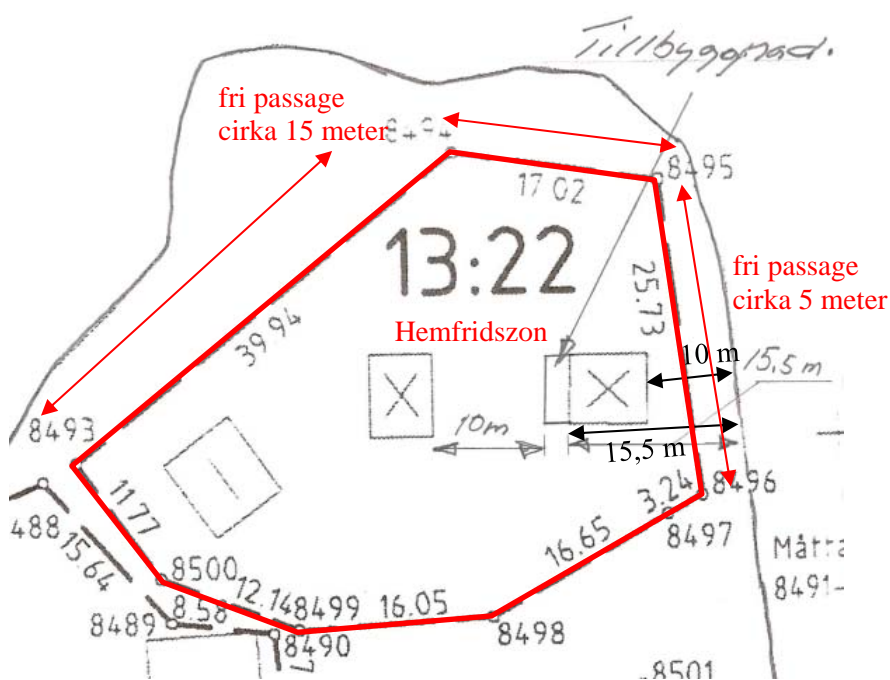 Tillbyggnad.
fri passage
cirka 15 meter
8494
8495
17 02
13:22
25.73
fri passage
cirka 5 meter
39.94
Hemfridszon
10 m
15,5 m
8493
10m
15,5 m
11.77
3.24
8496
488
15.64
16.65
8497
8500
12.14
8499
16.05
8491-
8489
8.58
8490
8498
8501